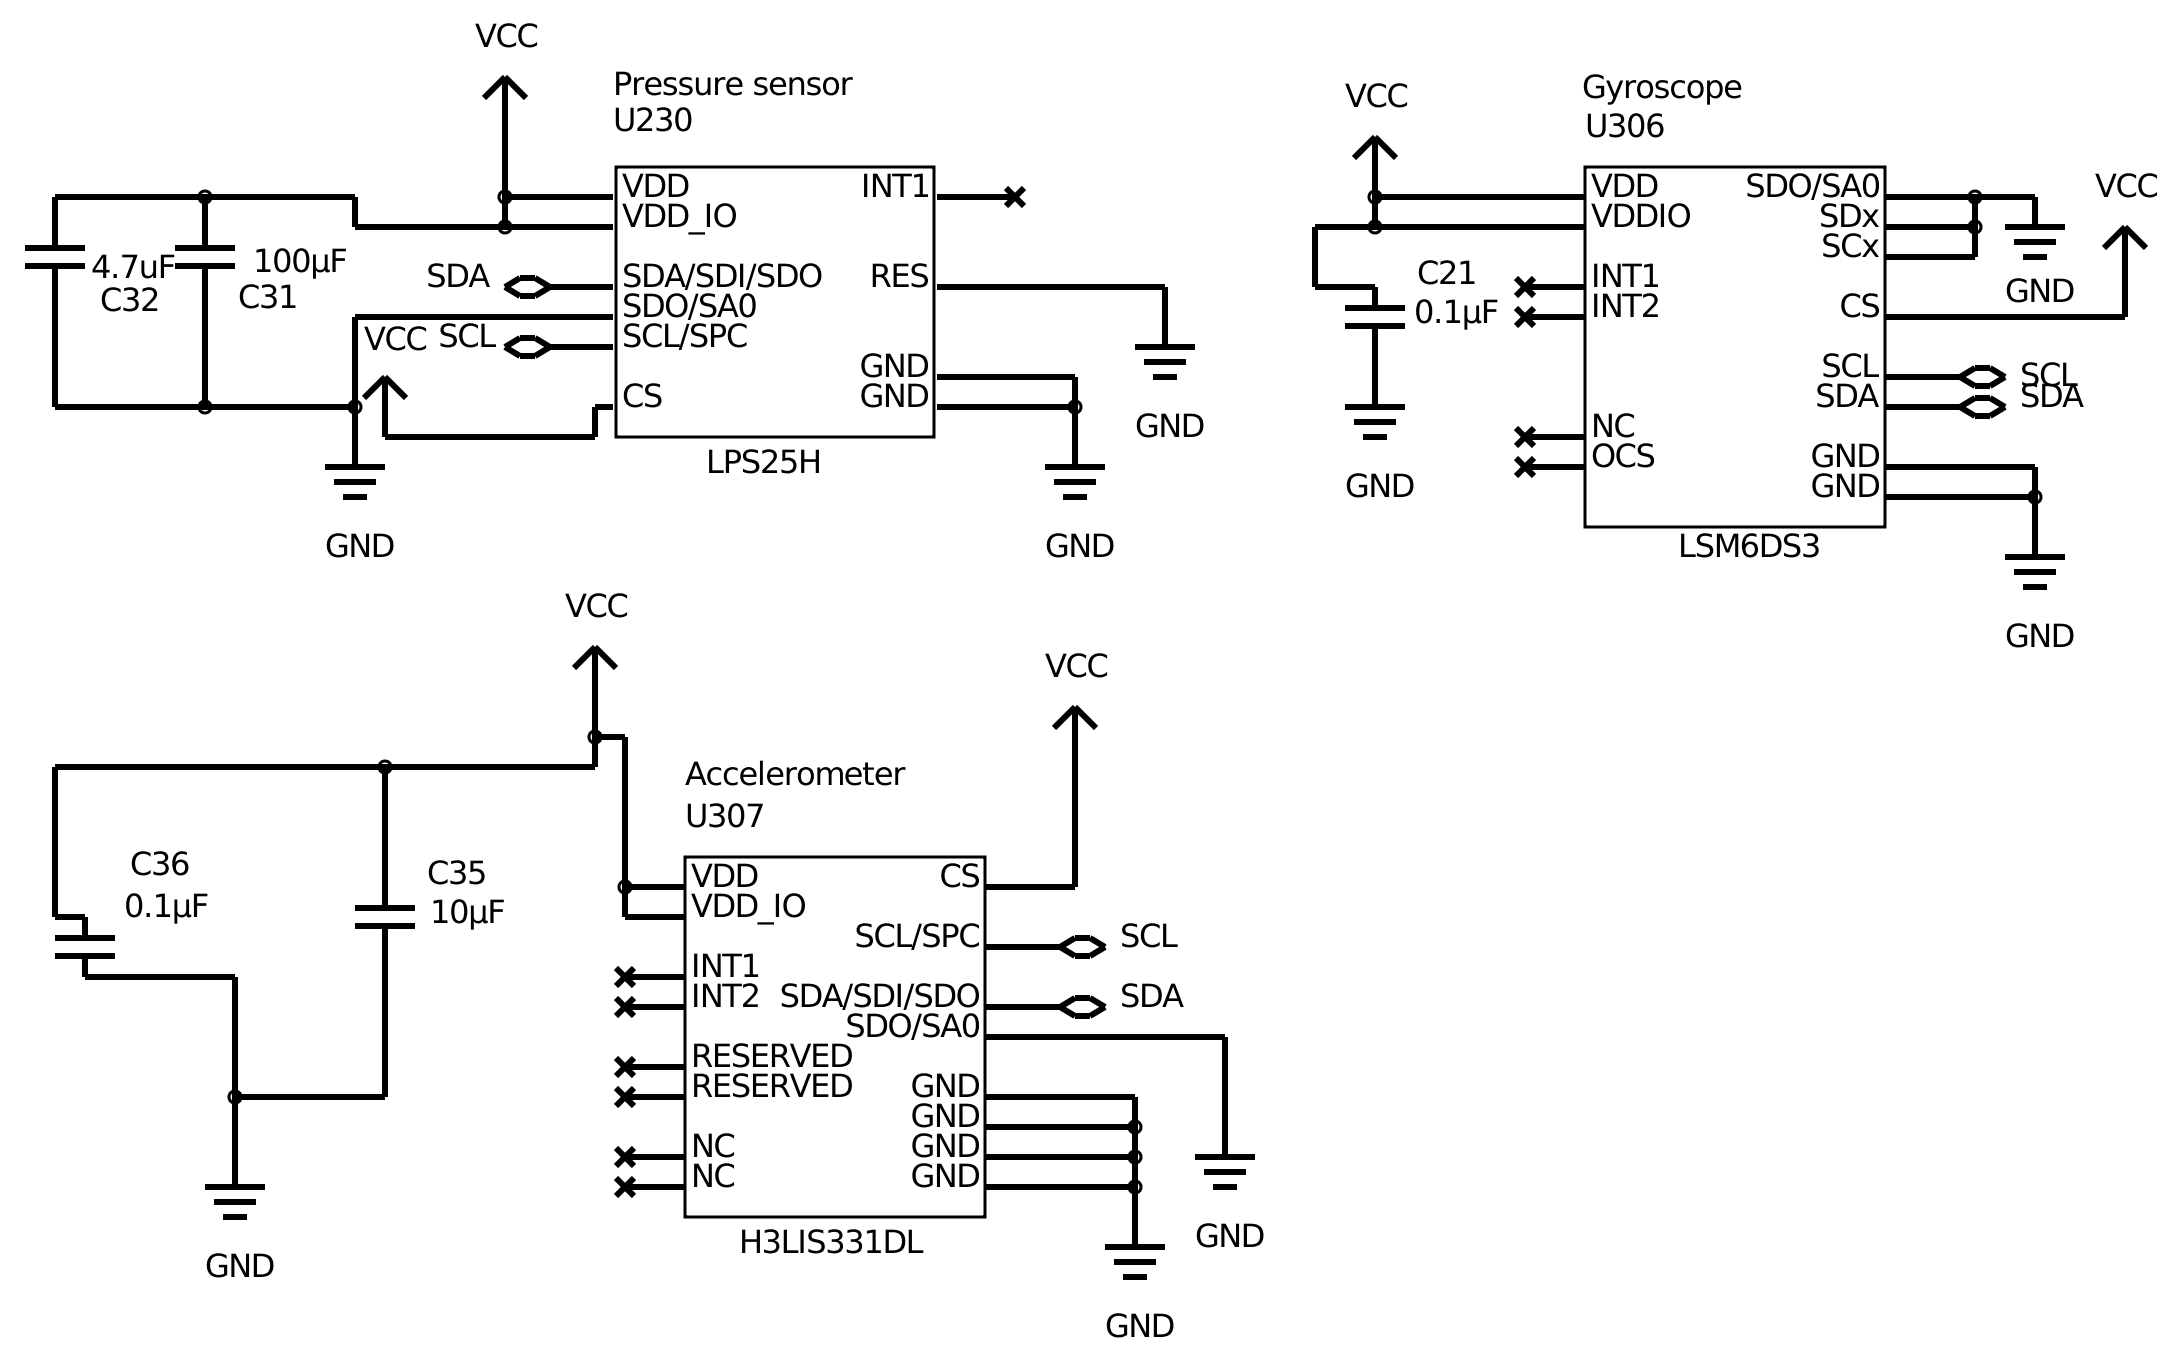 VCC
Pressure sensor
U230
VDD
VDD_IO
SDA/SDI/SDO
SDO/SA0
SCL/SPC
CS
INT1
RES
GND
GND
LPS25H
4.7uF
C32
100µF
C31
SDA
VCC
SCL
GND
GND
GND
Gyroscope
U306
VCC
VDD
VDDIO
INT1
INT2
NC
OCS
SDO/SA0
SDx
SCx
CS
SCL
SDA
GND
GND
LSM6DS3
C21
0.1µF
GND
VCC
GND
SCL
SDA
GND
VCC
VCC
Accelerometer
U307
C36
0.1µF
C35
10µF
VDD
VDD_IO
INT1
INT2
RESERVED
RESERVED
NC
NC
CS
SCL/SPC
SDA/SDI/SDO
SDO/SA0
GND
GND
GND
GND
H3LIS331DL
SCL
SDA
GND
GND
GND